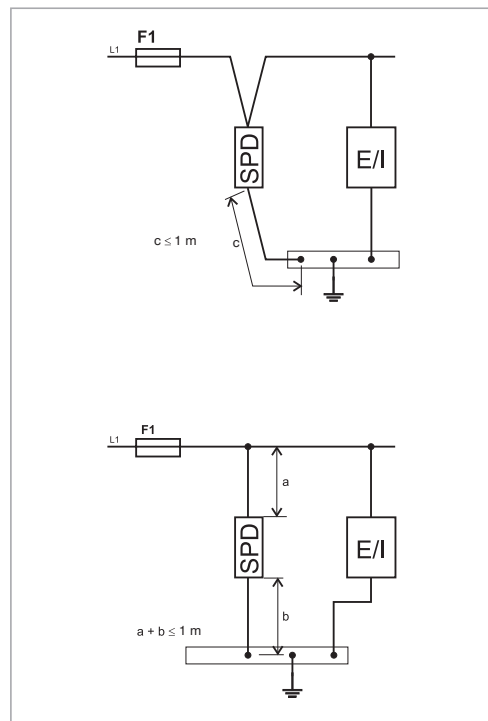 F1
L1
SPD
E/I
c ≤ 1 m
c
F1
L1
a
SPD
E/I
b
a + b ≤ 1 m